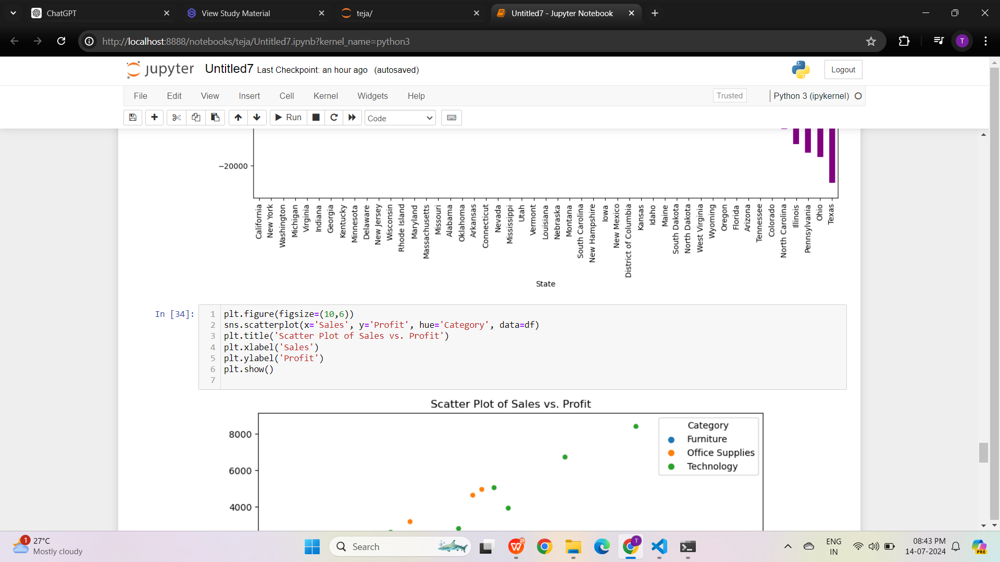 ChatGPT
View Study Material
teja/
Untitled7 - Jupyter Notebook
http://localhost:8888/notebooks/teja/Untitled7.ipynb?kernel_name=python3
T
jupyter
Untitled7 Last Checkpoint: an hour ago (autosaved)
Logout
File Edit View Insert Cell Kernel Widgets Help
Trusted
Python 3 (ipykernel)
Run
Code
−20000
California
New York
Washington
Michigan
Virginia
Indiana
Georgia
Kentucky
Minnesota
Delaware
New Jersey
Wisconsin
Rhode Island
Maryland
Massachusetts
Missouri
Alabama
Oklahoma
Arkansas
Connecticut
Nevada
Mississippi
Utah
Vermont
Louisiana
Nebraska
Montana
South Carolina
New Hampshire
Iowa
New Mexico
District of Columbia
Kansas
Idaho
Maine
South Dakota
North Dakota
West Virginia
Wyoming
Oregon
Florida
Arizona
Tennessee
Colorado
North Carolina
Illinois
Pennsylvania
Ohio
Texas
State
In [34]:
1 plt.figure(figsize=(10,6))
2 sns.scatterplot(x='Sales', y='Profit', hue='Category', data=df)
3 plt.title('Scatter Plot of Sales vs. Profit')
4 plt.xlabel('Sales')
5 plt.ylabel('Profit')
6 plt.show()
7
Scatter Plot of Sales vs. Profit
8000
6000
4000
Category
Furniture
Office Supplies
Technology
1
27°C
Mostly cloudy
Search
T
ENG
IN
08:43 PM
14-07-2024
PRE